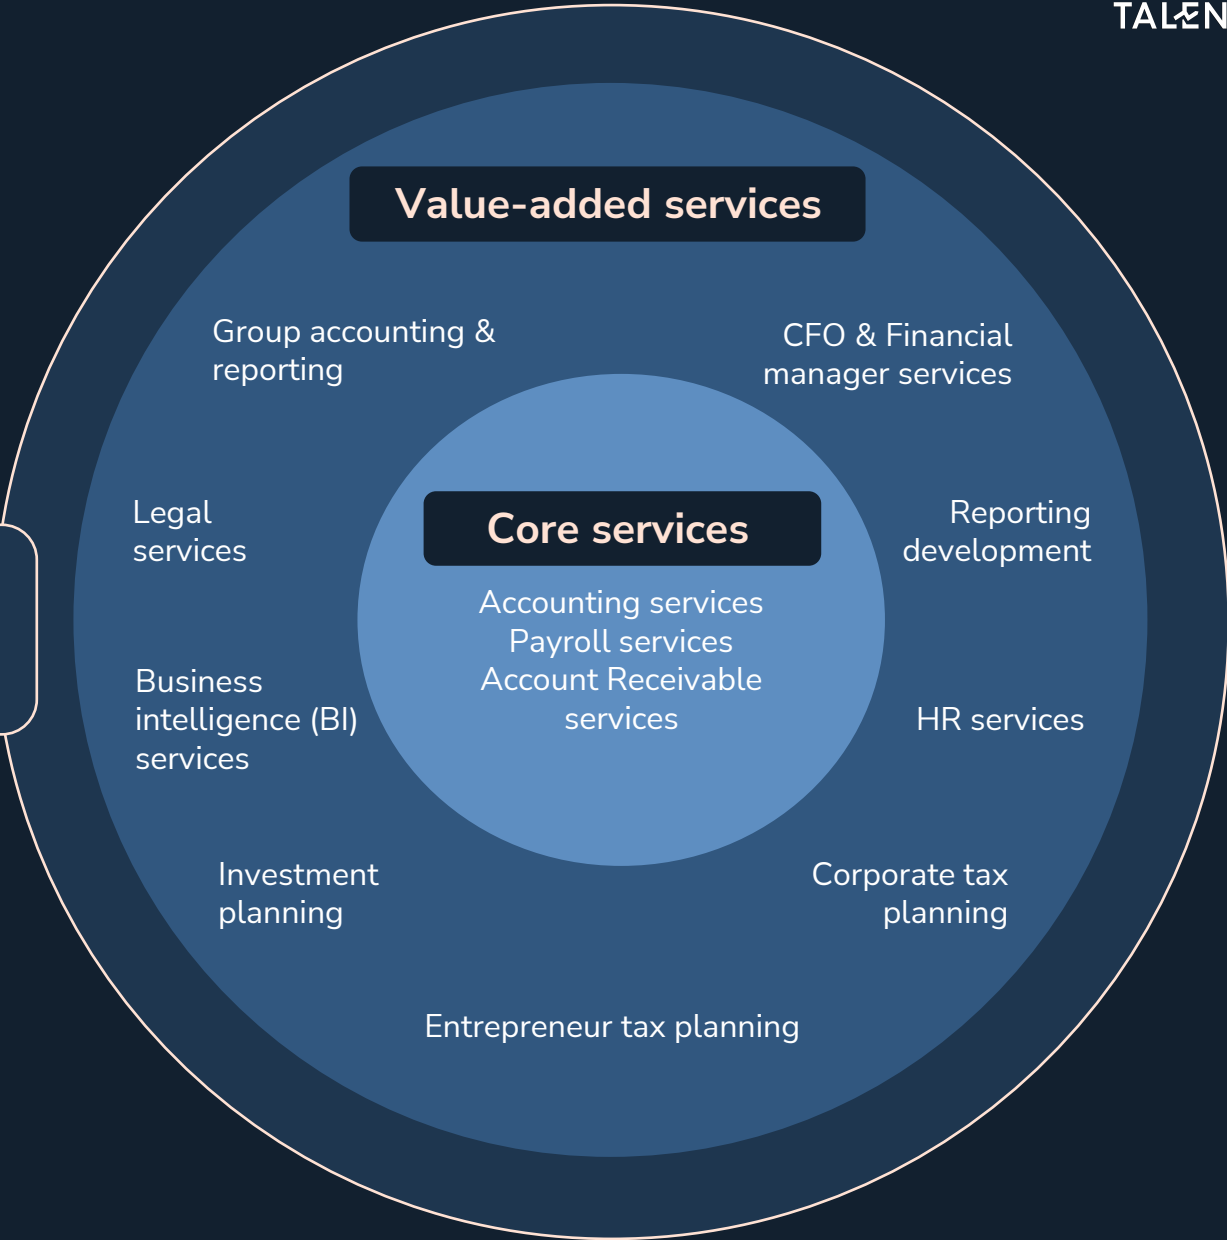 TALEN
Value-added services
Group accounting &
reporting
CFO & Financial
manager services
Legal
services
Core services
Reporting
development
Accounting services
Payroll services
Account Receivable
services
Business
intelligence (BI)
services
HR services
Investment
planning
Corporate tax
planning
Entrepreneur tax planning